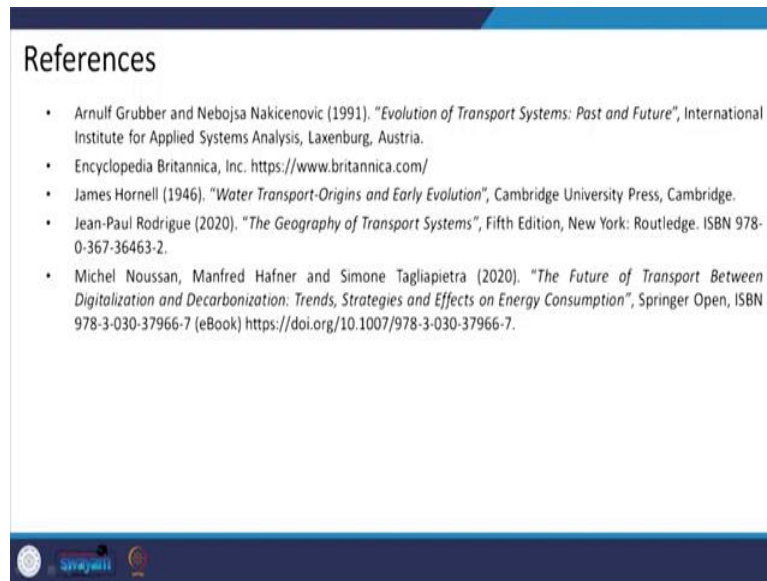 References
• Arnulf Grubber and Nebojsa Nakicenovic (1991). "Evolution of Transport Systems: Past and Future", International
Institute for Applied Systems Analysis, Laxenburg, Austria.
• Encyclopedia Britannica, Inc. https://www.britannica.com/
• James Hornell (1946). "Water Transport-Origins and Early Evolution", Cambridge University Press, Cambridge.
• Jean-Paul Rodrigue (2020). "The Geography of Transport Systems", Fifth Edition, New York: Routledge. ISBN 978-
0-367-36463-2.
• Michel Noussan, Manfred Hafner and Simone Tagliapietra (2020). "The Future of Transport Between
Digitalization and Decarbonization: Trends, Strategies and Effects on Energy Consumption", Springer Open, ISBN
978-3-030-37966-7 (eBook) https://doi.org/10.1007/978-3-030-37966-7.
swayam